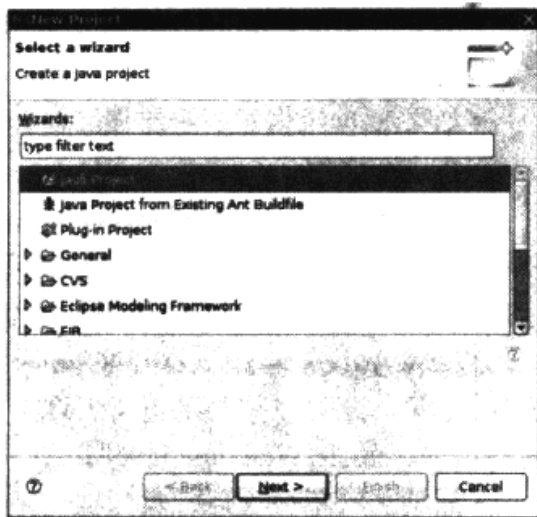 New Project
Select a wizard
Create a java project
Wizards:
type filter text
Java Project
Java Project from Existing Ant Buildfile
Plug-in Project
General
CVS
Eclipse Modeling Framework
EJB
< Back
Next >
Finish
Cancel